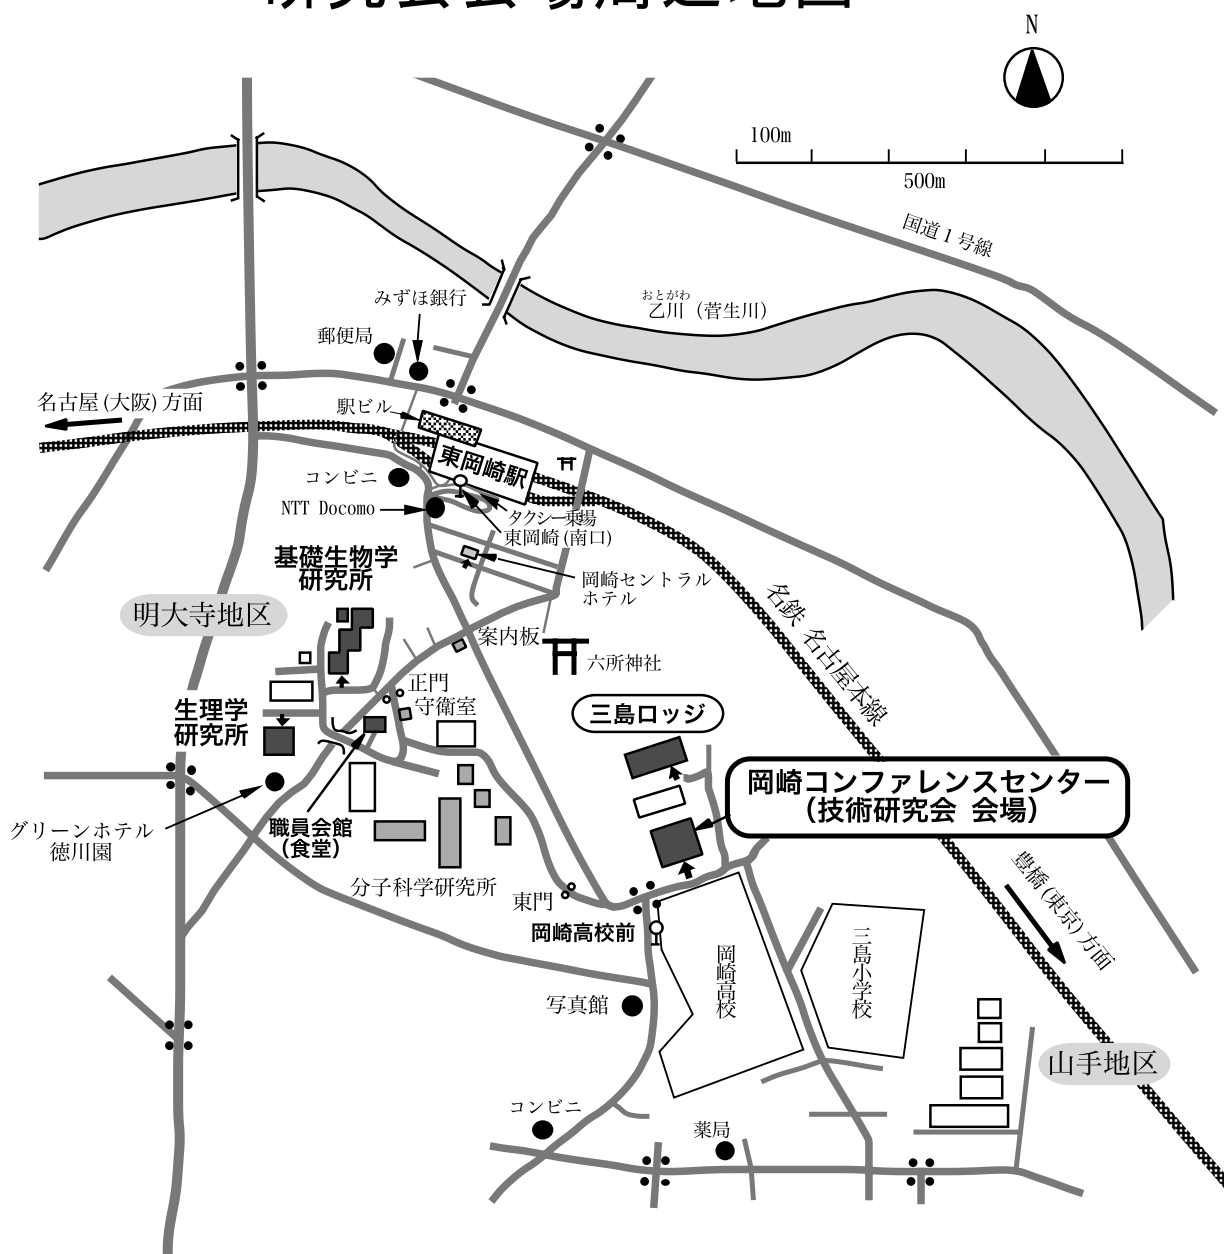 研究会会場周辺地図
N
100m
500m
国道1号線
おとがわ
乙川（菅生川）
みずほ銀行
郵便局
名古屋(大阪)方面
駅ビル
東岡崎駅
コンビニ
NTT Docomo
タクシー乗場
東岡崎(南口)
基礎生物学
研究所
岡崎セントラル
ホテル
明大寺地区
名鉄 名古屋本線
案内板
六所神社
正門
守衛室
生理学
研究所
三島ロッジ
岡崎コンファレンスセンター
（技術研究会 会場）
グリーンホテル
徳川園
職員会館
（食堂）
分子科学研究所
東門
岡崎高校前
豊橋(東京)方面
岡崎高校
三島小学校
写真館
山手地区
コンビニ
薬局